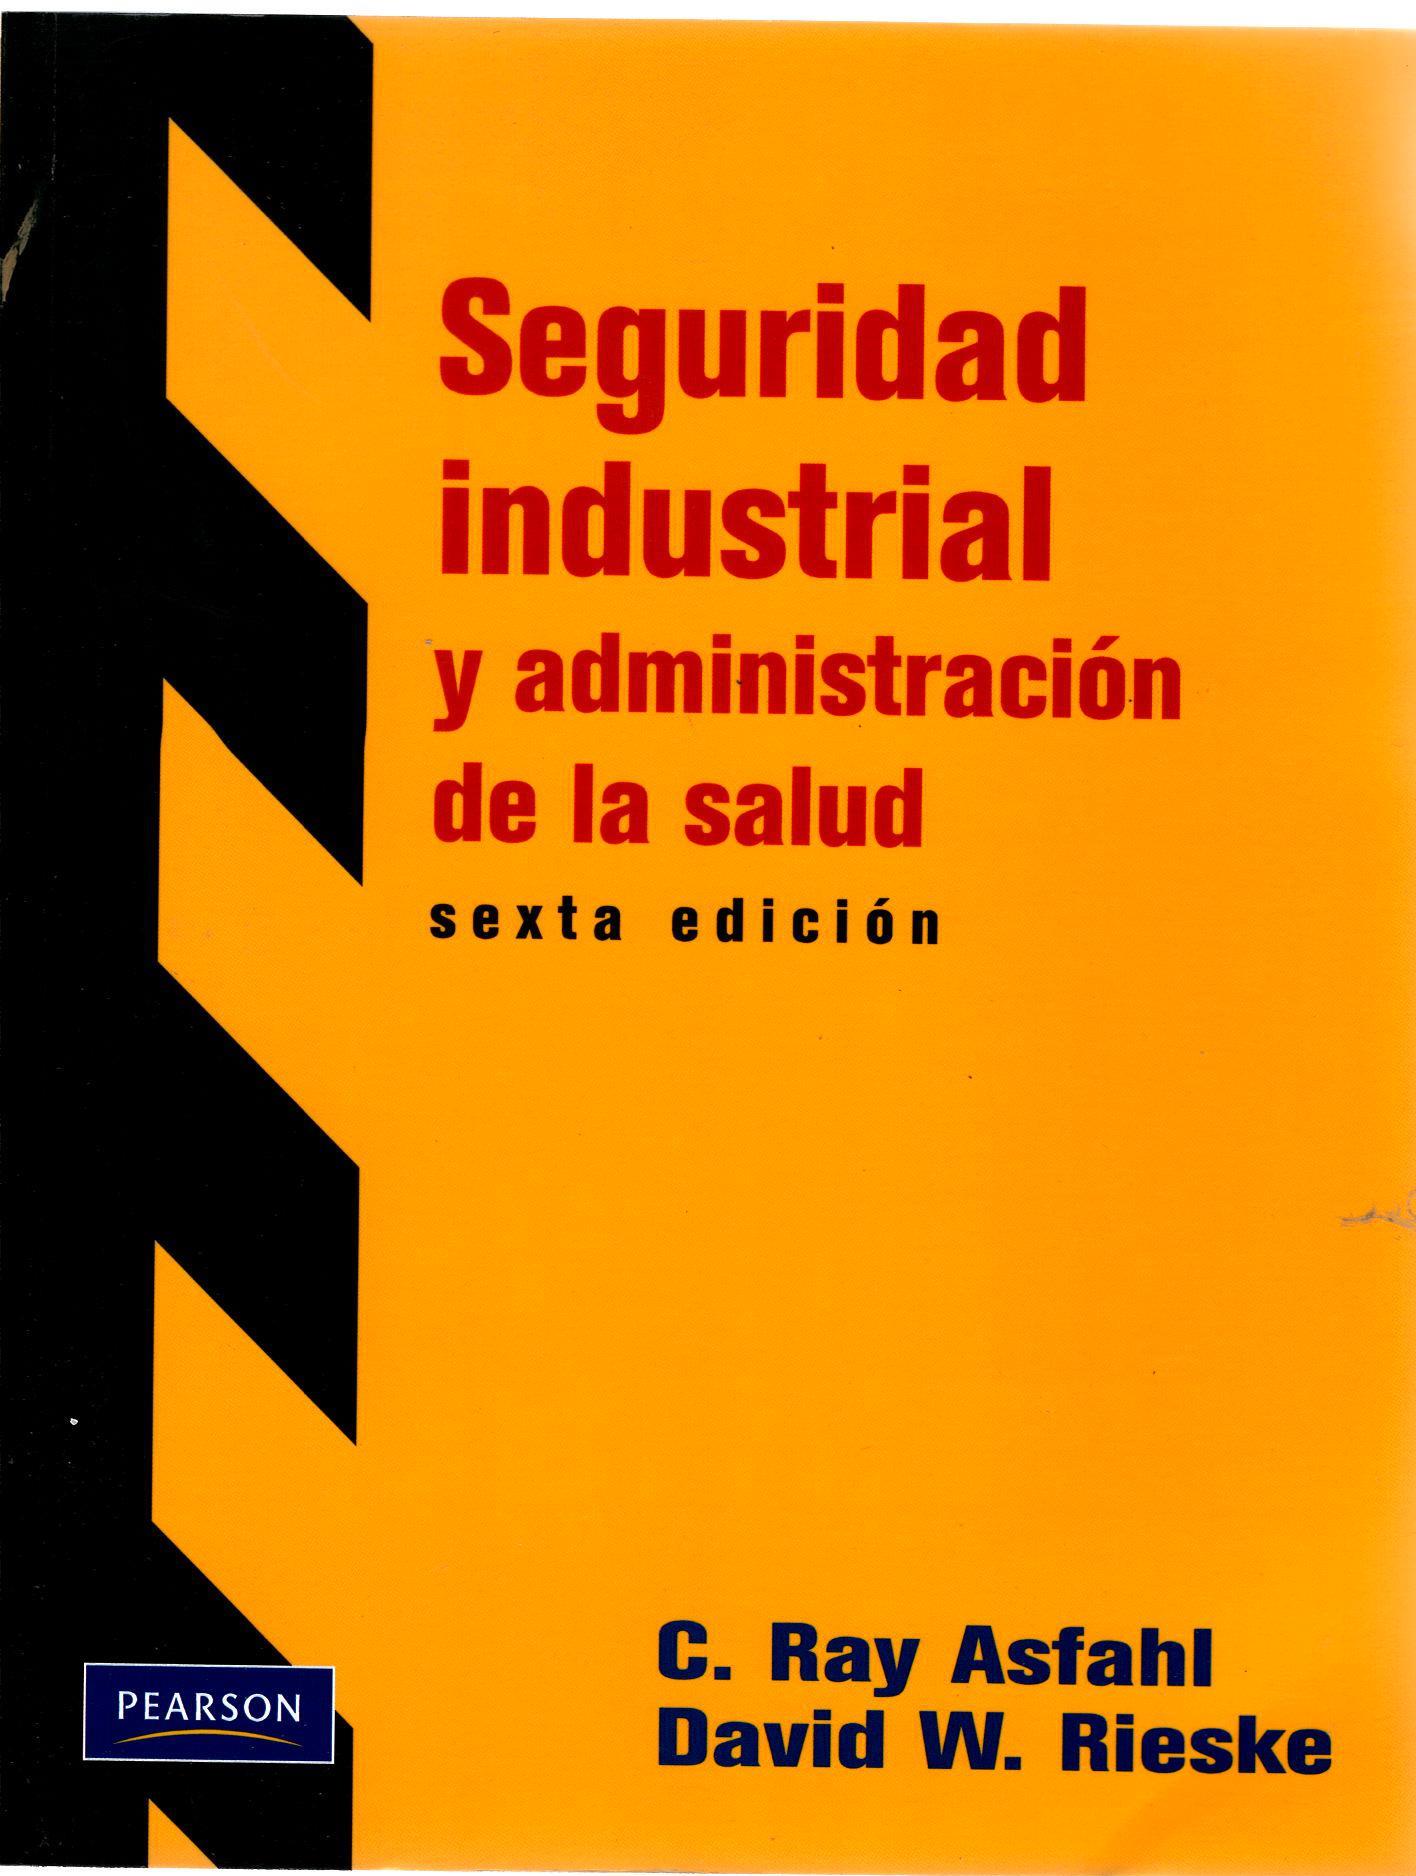 Seguridad
industrial
y administración
de la salud
sexta edición
C. Ray Asfahl
David W. Rieske
PEARSON